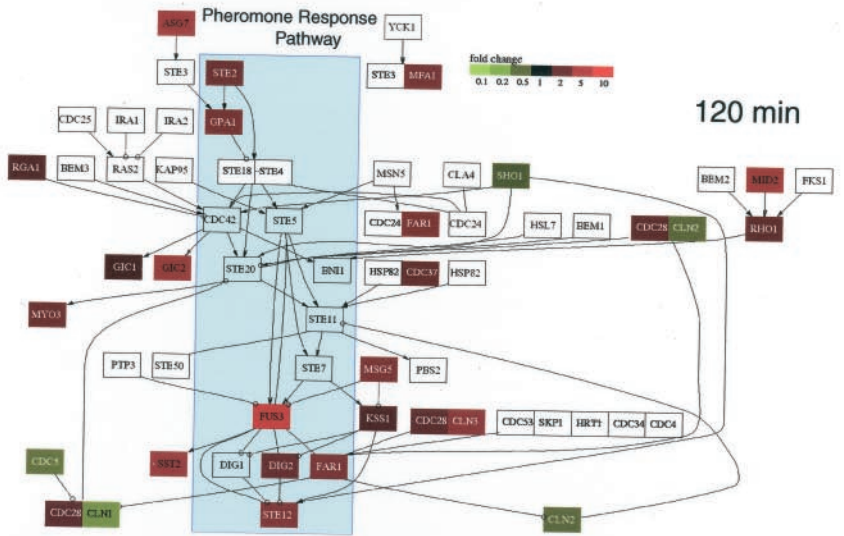 Pheromone Response
Pathway
ASG7
YCK1
fold change
0.1 0.2 0.5 1 2 5 10
STE3
STE2
STE3 MFA1
120 min
GPA1
CDC25
IRA1
IRA2
RGA1
BEM3
RAS2
KAP95
STE18
STE4
MSN5
CLA4
SHO1
BEM2
MID2
FKS1
CDC42
STE5
CDC24 FAR1
CDC24
HSL7
BEM1
CDC28 CLN2
RHO1
GIC1
GIC2
STE20
BNI1
HSP82 CDC37
HSP82
MYO3
STE11
PTP3
STE50
STE7
MSG5
PBS2
FUS3
KSS1
CDC28 CLN3
CDC53 SKP1 HRT1 CDC34 CDC4
CDC5
SST2
DIG1
DIG2
FAR1
CDC28 CLN1
STE12
CLN2